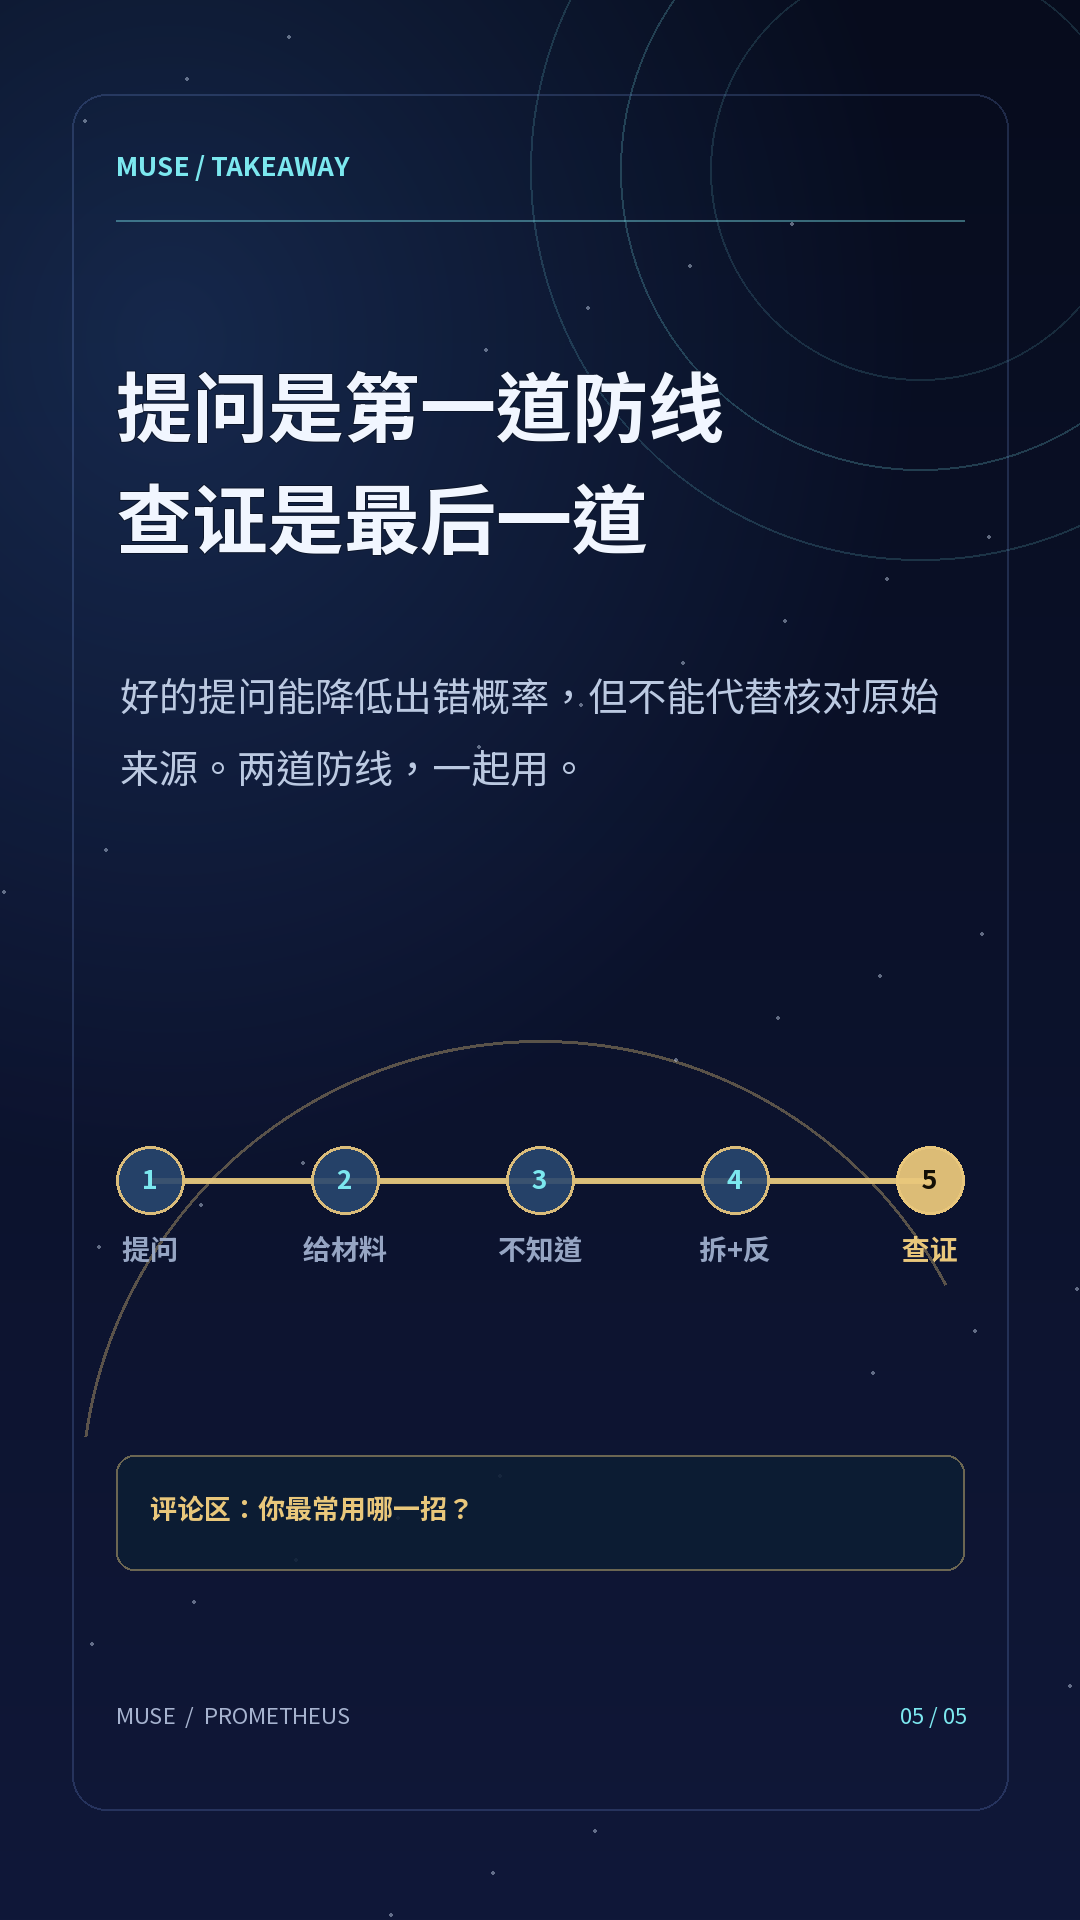 MUSE / TAKEAWAY
提问是第一道防线
查证是最后一道
好的提问能降低出错概率，但不能代替核对原始
来源。两道防线，一起用。
1 2 3 4 5
提问 给材料 不知道 拆+反 查证
评论区：你最常用哪一招？
MUSE / PROMETHEUS 05 / 05